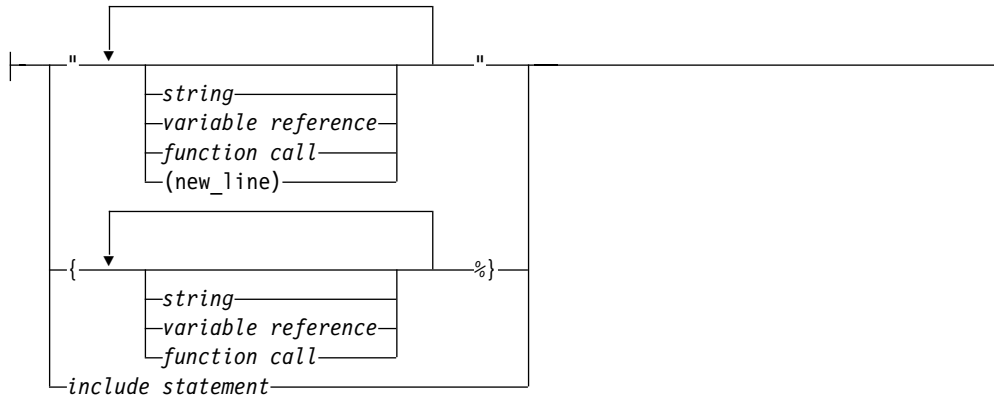 " "
string
variable reference
function call
(new_line)
{ %}
string
variable reference
function call
include statement